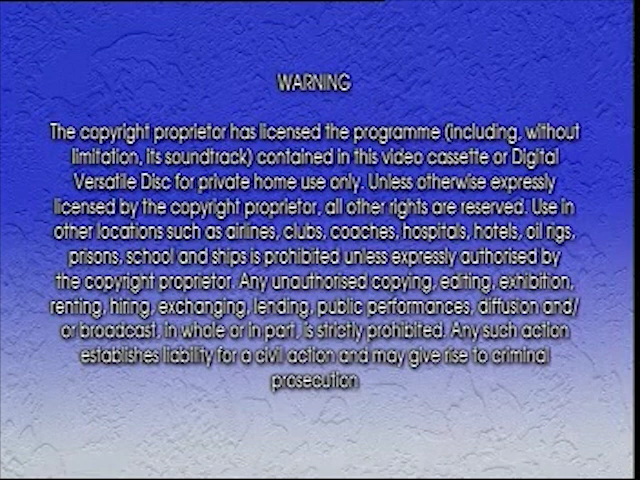 WARNING
The copyright proprietor has licensed the programme (including, without
limitation, its soundtrack) contained in this video cassette or Digital
Versatile Disc for private home use only. Unless otherwise expressly
licensed by the copyright proprietor, all other rights are reserved. Use in
other locations such as airlines, clubs, coaches, hospitals, hotels, oil rigs,
prisons, school and ships is prohibited unless expressly authorised by
the copyright proprietor. Any unauthorised copying, editing, exhibition,
renting, hiring, exchanging, lending, public performances, diffusion and/
or broadcast, in whole or in part, is strictly prohibited. Any such action
establishes liability for a civil action and may give rise to criminal
prosecution